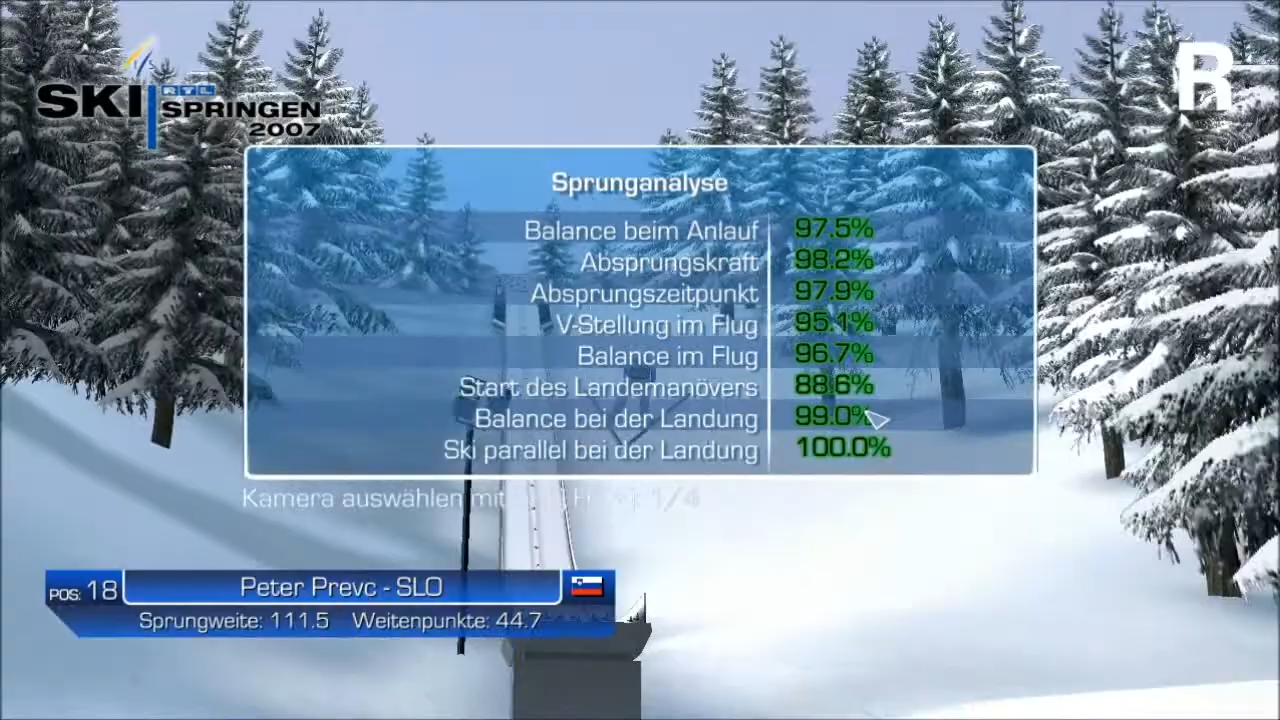 R
SKI RTL SPRINGEN
2007
Sprunganalyse
Balance beim Anlauf 97.5%
Absprungskraft 98.2%
Absprungszeitpunkt 97.9%
V-Stellung im Flug 95.1%
Balance im Flug 96.7%
Start des Landemanövers 88.6%
Balance bei der Landung 99.0%
Ski parallel bei der Landung 100.0%
Kamera auswählen mit 1/4
POS: 18 Peter Prevc - SLO
Sprungweite: 111.5 Weitenpunkte: 44.7